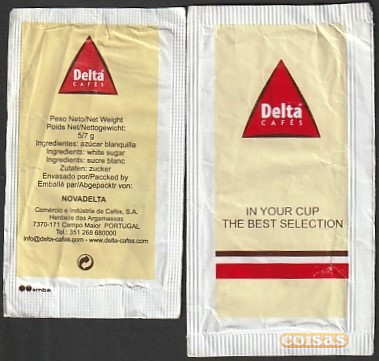 Delta
CAFÉS
Peso Neto/Net Weight
Poids Net/Nettogewicht:
5/7 g
Ingredientes: azúcar blanquilla
Ingredients: white sugar
Ingredients: sucre blanc
Zutaten: zucker
Envasado por/Paccked by
Emballé par/Abgepacktr von:
NOVADELTA
Comércio e Indústria de Cafés, S.A.
Herdade das Argamassas
7370-171 Campo Maior PORTUGAL
Tel.: 351 268 680000
info@delta-cafes.com - www.delta-cafes.com
Delta
CAFÉS
IN YOUR CUP
THE BEST SELECTION
coisas